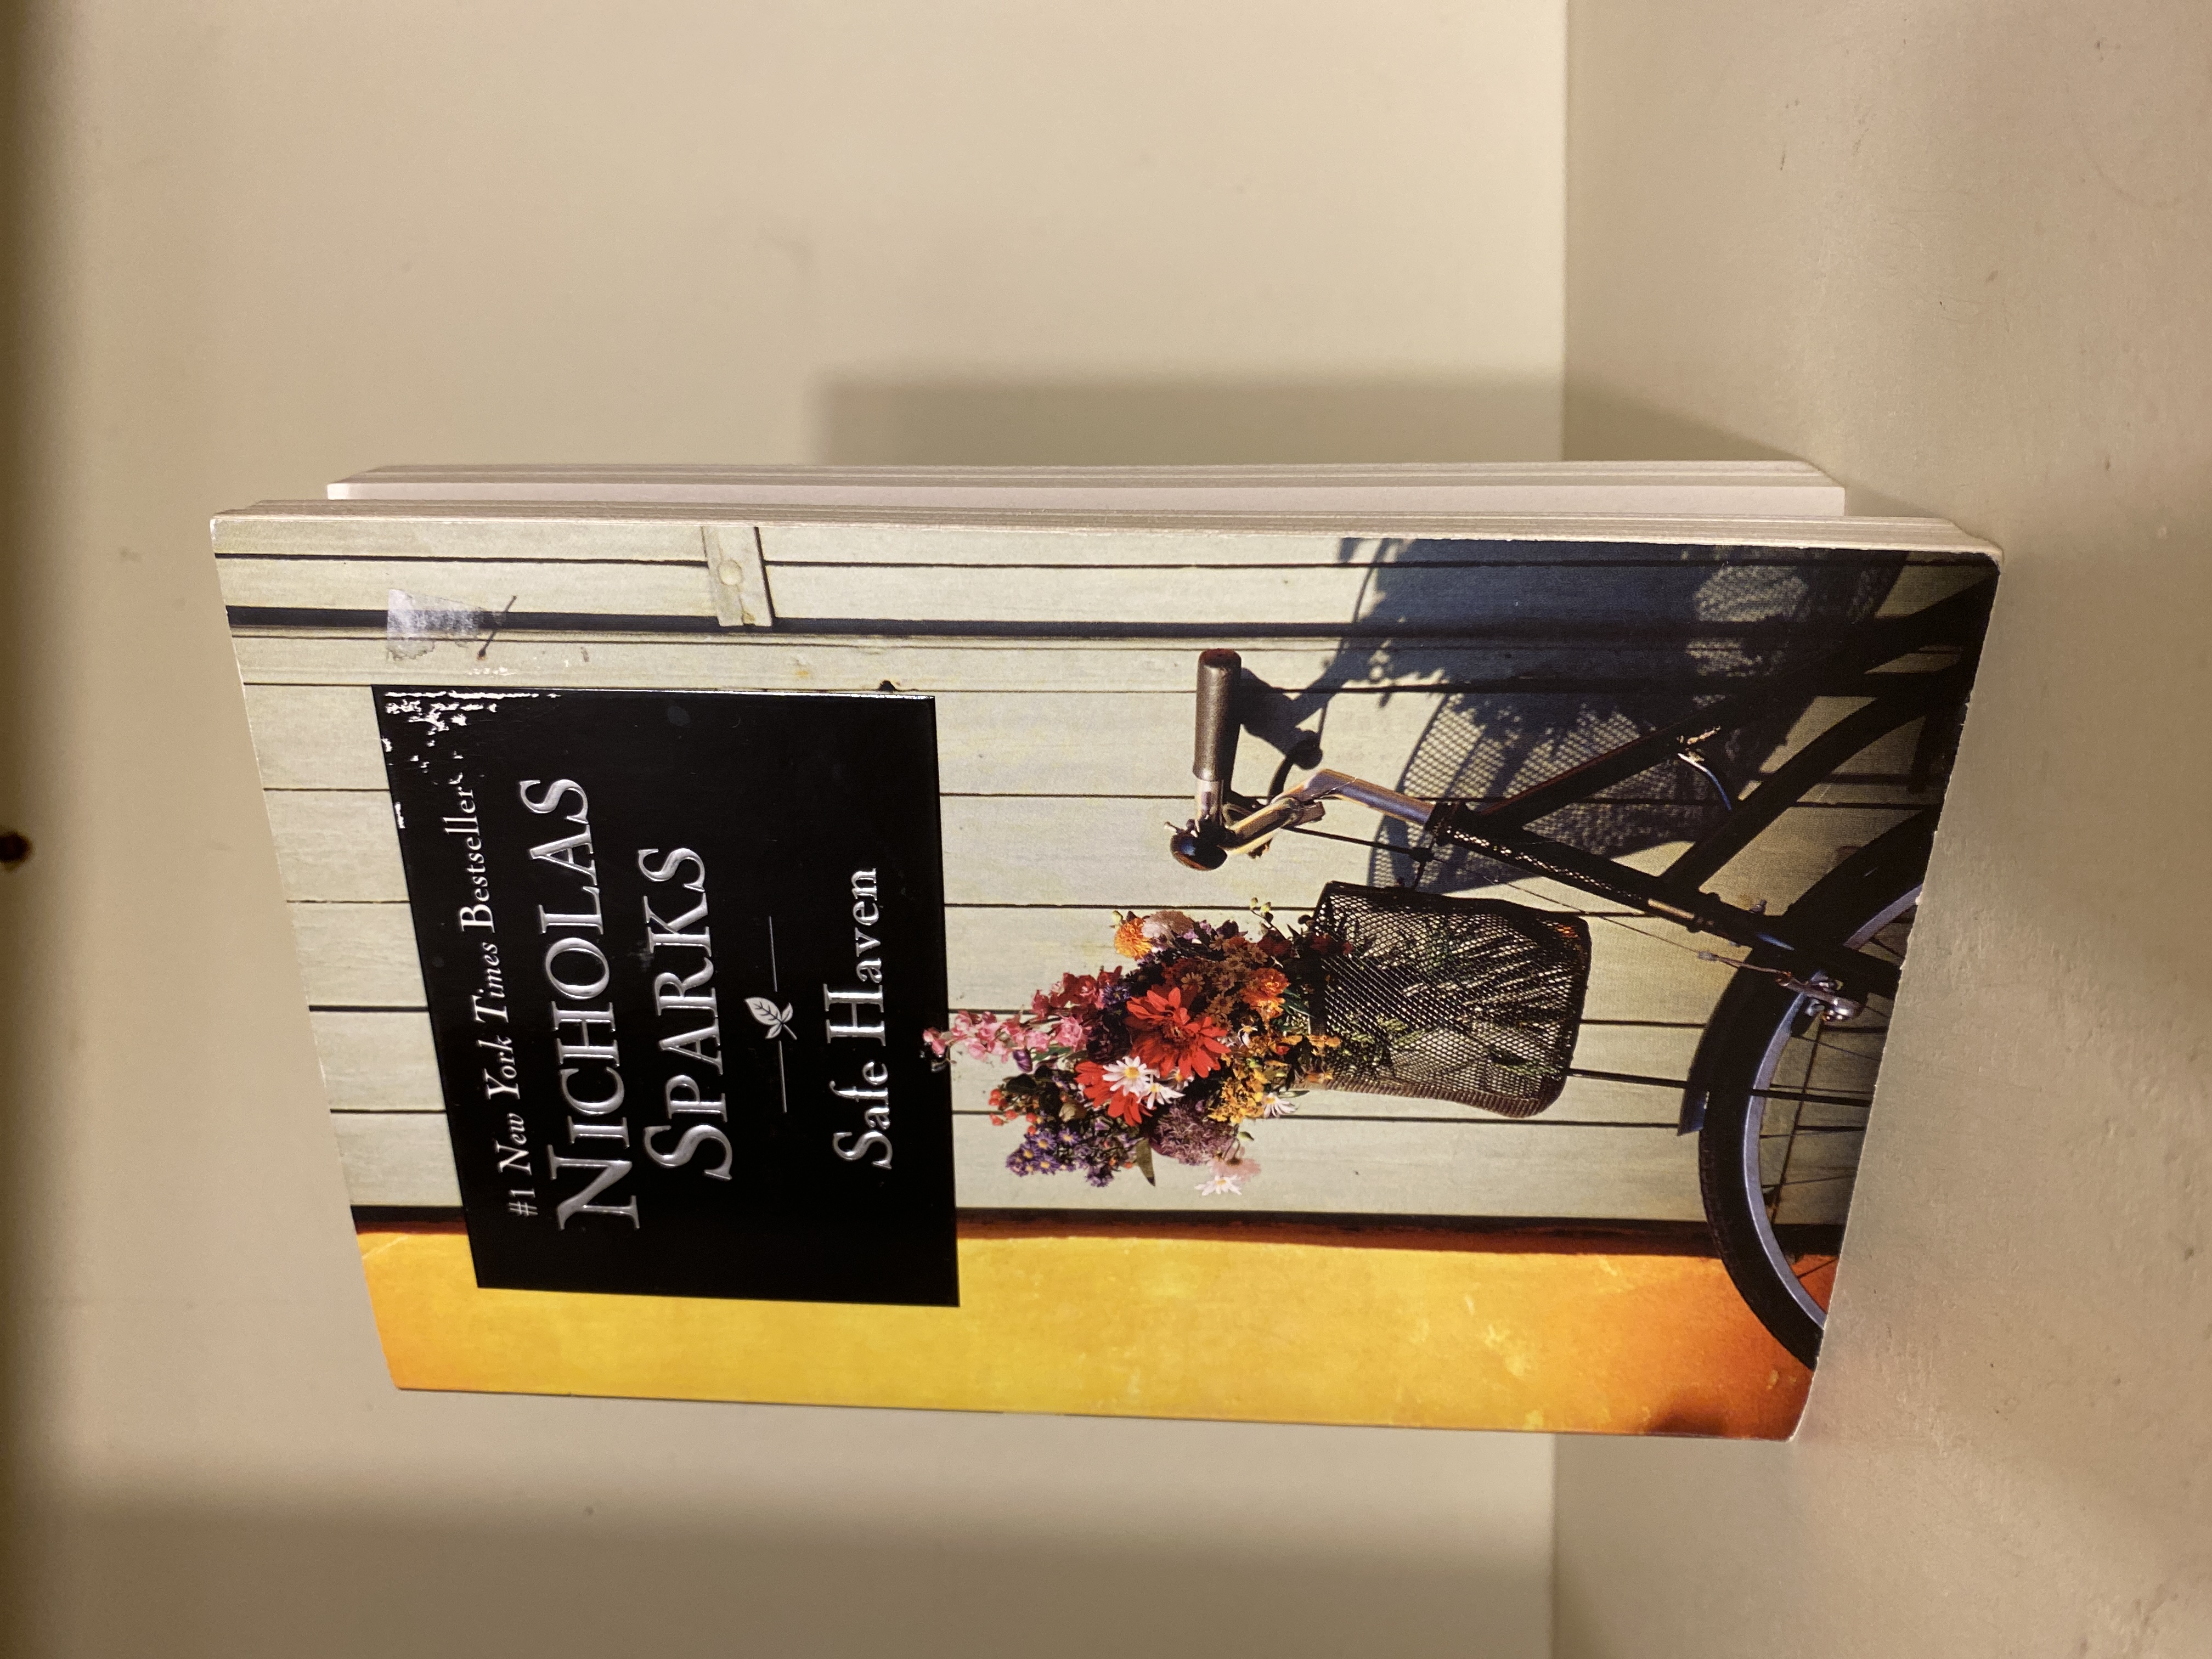 #1 New York Times Bestseller
NICHOLAS
SPARKS
Safe Haven